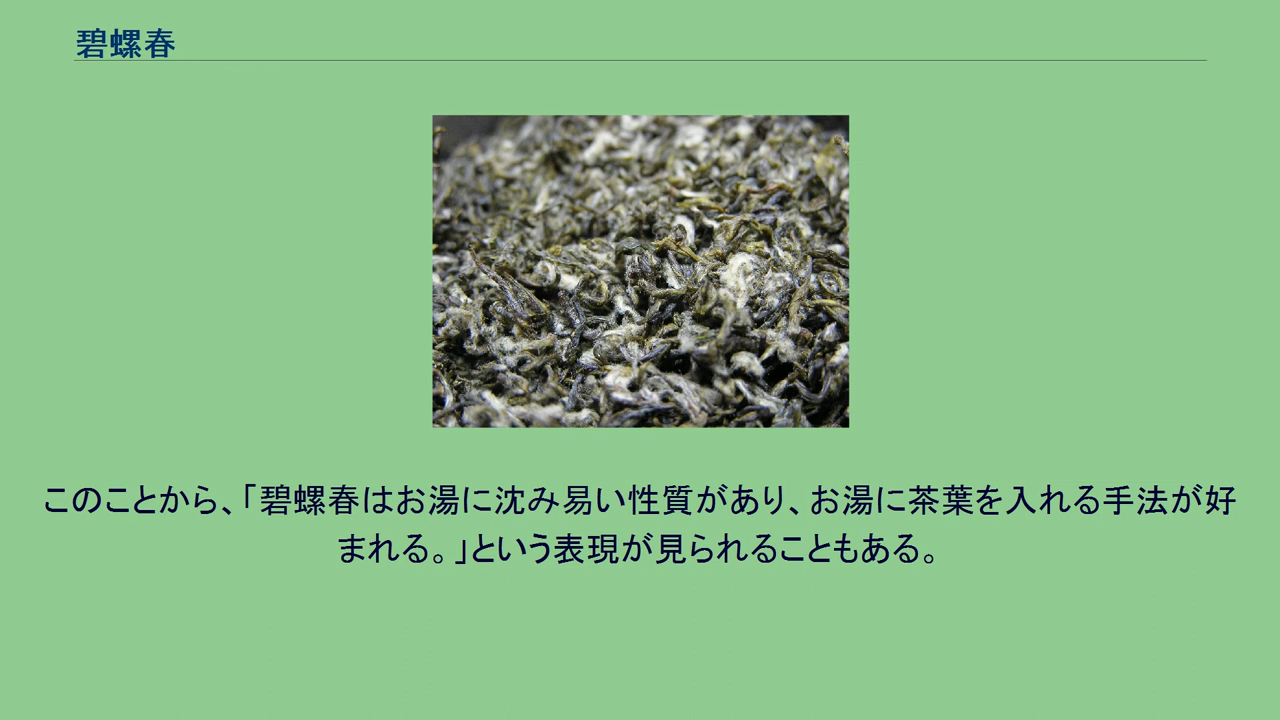 碧螺春
このことから、「碧螺春はお湯に沈み易い性質があり、お湯に茶葉を入れる手法が好
まれる。」という表現が見られることもある。